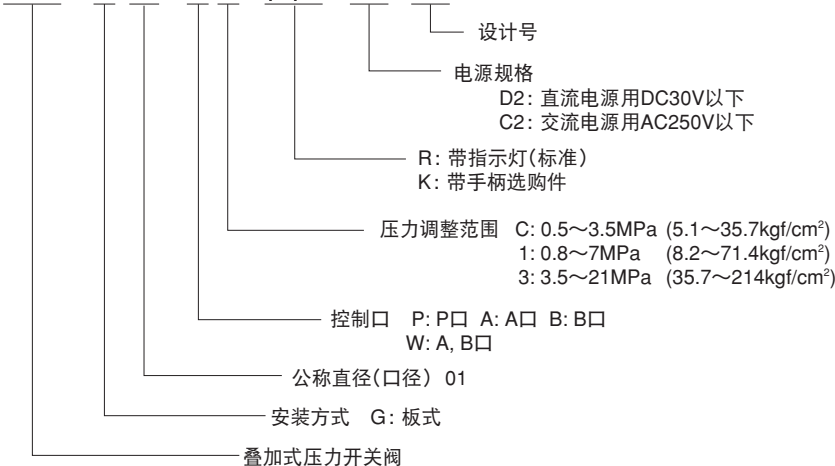 设计号
电源规格
D2: 直流电源用DC30V以下
C2: 交流电源用AC250V以下
R: 带指示灯(标准)
K: 带手柄选购件
压力调整范围 C: 0.5～3.5MPa (5.1～35.7kgf/cm²)
1: 0.8～7MPa (8.2～71.4kgf/cm²)
3: 3.5～21MPa (35.7～214kgf/cm²)
控制口 P: P口 A: A口 B: B口
W: A, B口
公称直径(口径) 01
安装方式 G: 板式
叠加式压力开关阀